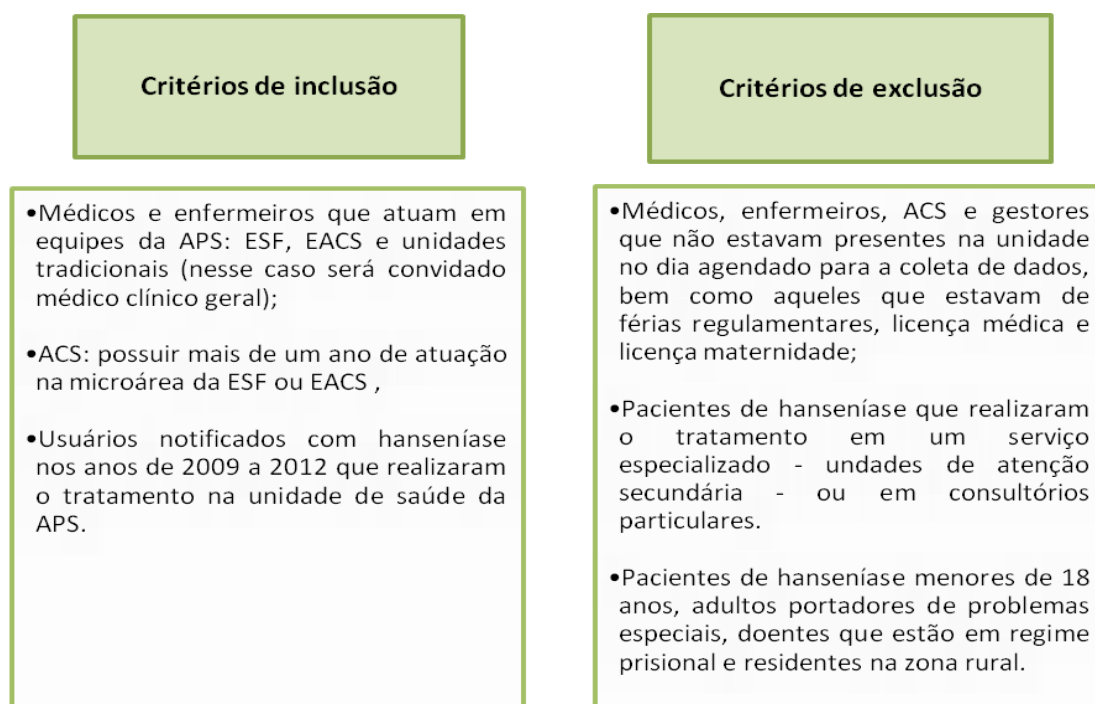 Critérios de inclusão
•Médicos e enfermeiros que atuam em
equipes da APS: ESF, EACS e unidades
tradicionais (nesse caso será convidado
médico clínico geral);
•ACS: possuir mais de um ano de atuação
na microárea da ESF ou EACS ,
•Usuários notificados com hanseníase
nos anos de 2009 a 2012 que realizaram
o tratamento na unidade de saúde da
APS.
Critérios de exclusão
•Médicos, enfermeiros, ACS e gestores
que não estavam presentes na unidade
no dia agendado para a coleta de dados,
bem como aqueles que estavam de
férias regulamentares, licença médica e
licença maternidade;
•Pacientes de hanseníase que realizaram
o tratamento em um serviço
especializado - undades de atenção
secundária - ou em consultórios
particulares.
•Pacientes de hanseníase menores de 18
anos, adultos portadores de problemas
especiais, doentes que estão em regime
prisional e residentes na zona rural.